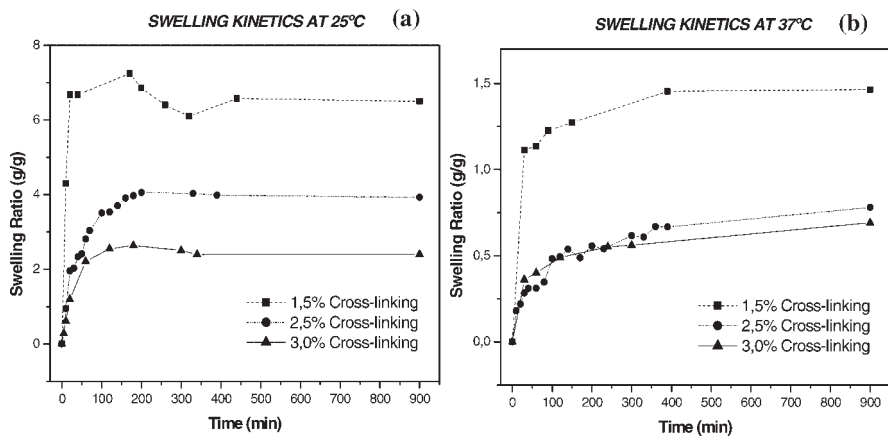 SWELLING KINETICS AT 25ºC
(a)
8
6
4
2
0
Swelling Ratio (g/g)
1,5% Cross-linking
2,5% Cross-linking
3,0% Cross-linking
0 100 200 300 400 500 600 700 800 900
Time (min)
SWELLING KINETICS AT 37ºC
(b)
1,5
1,0
0,5
0,0
Swelling Ratio (g/g)
1,5% Cross-linking
2,5% Cross-linking
3,0% Cross-linking
0 100 200 300 400 500 600 700 800 900
Time (min)